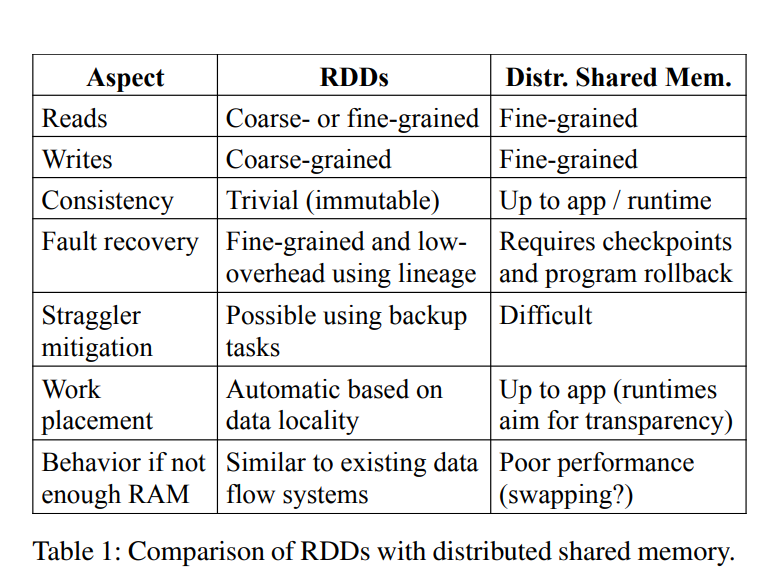 Aspect RDDs Distr. Shared Mem.
Reads Coarse- or fine-grained Fine-grained
Writes Coarse-grained Fine-grained
Consistency Trivial (immutable) Up to app / runtime
Fault recovery Fine-grained and low- Requires checkpoints
overhead using lineage and program rollback
Straggler Possible using backup Difficult
mitigation tasks
Work Automatic based on Up to app (runtimes
placement data locality aim for transparency)
Behavior if not Similar to existing data Poor performance
enough RAM flow systems (swapping?)
Table 1: Comparison of RDDs with distributed shared memory.